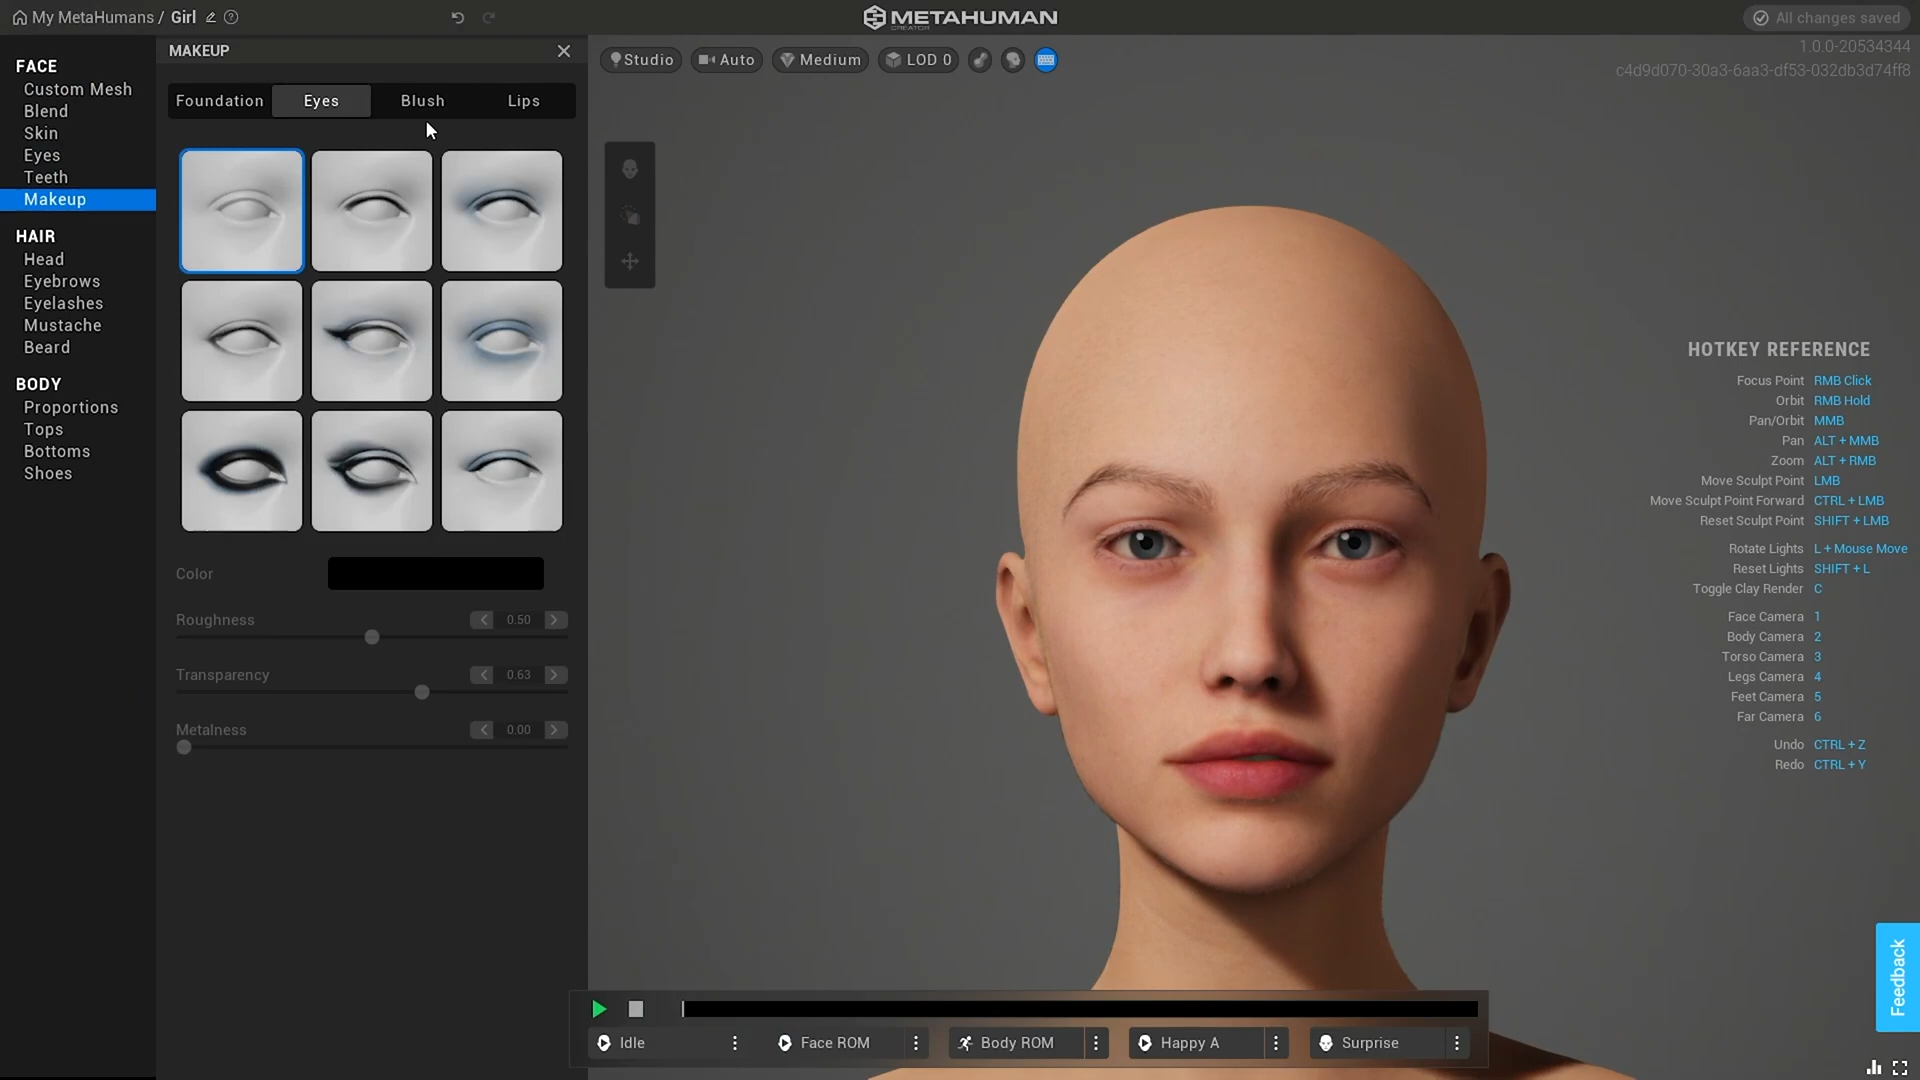 My MetaHumans / Girl
METAHUMAN
CREATOR
All changes saved
1.0.0-20534344
c4d9d070-30a3-6aa3-df53-032db3d74ff8
FACE
Custom Mesh
Blend
Skin
Eyes
Teeth
Makeup
HAIR
Head
Eyebrows
Eyelashes
Mustache
Beard
BODY
Proportions
Tops
Bottoms
Shoes
MAKEUP
Foundation Eyes Blush Lips
Color
Roughness 0.50
Transparency 0.63
Metalness 0.00
Studio Auto Medium LOD 0
HOTKEY REFERENCE
Focus Point RMB Click
Orbit RMB Hold
Pan/Orbit MMB
Pan ALT + MMB
Zoom ALT + RMB
Move Sculpt Point LMB
Move Sculpt Point Forward CTRL + LMB
Reset Sculpt Point SHIFT + LMB
Rotate Lights L + Mouse Move
Reset Lights SHIFT + L
Toggle Clay Render C
Face Camera 1
Body Camera 2
Torso Camera 3
Legs Camera 4
Feet Camera 5
Far Camera 6
Undo CTRL + Z
Redo CTRL + Y
Feedback
Idle Face ROM Body ROM Happy A Surprise